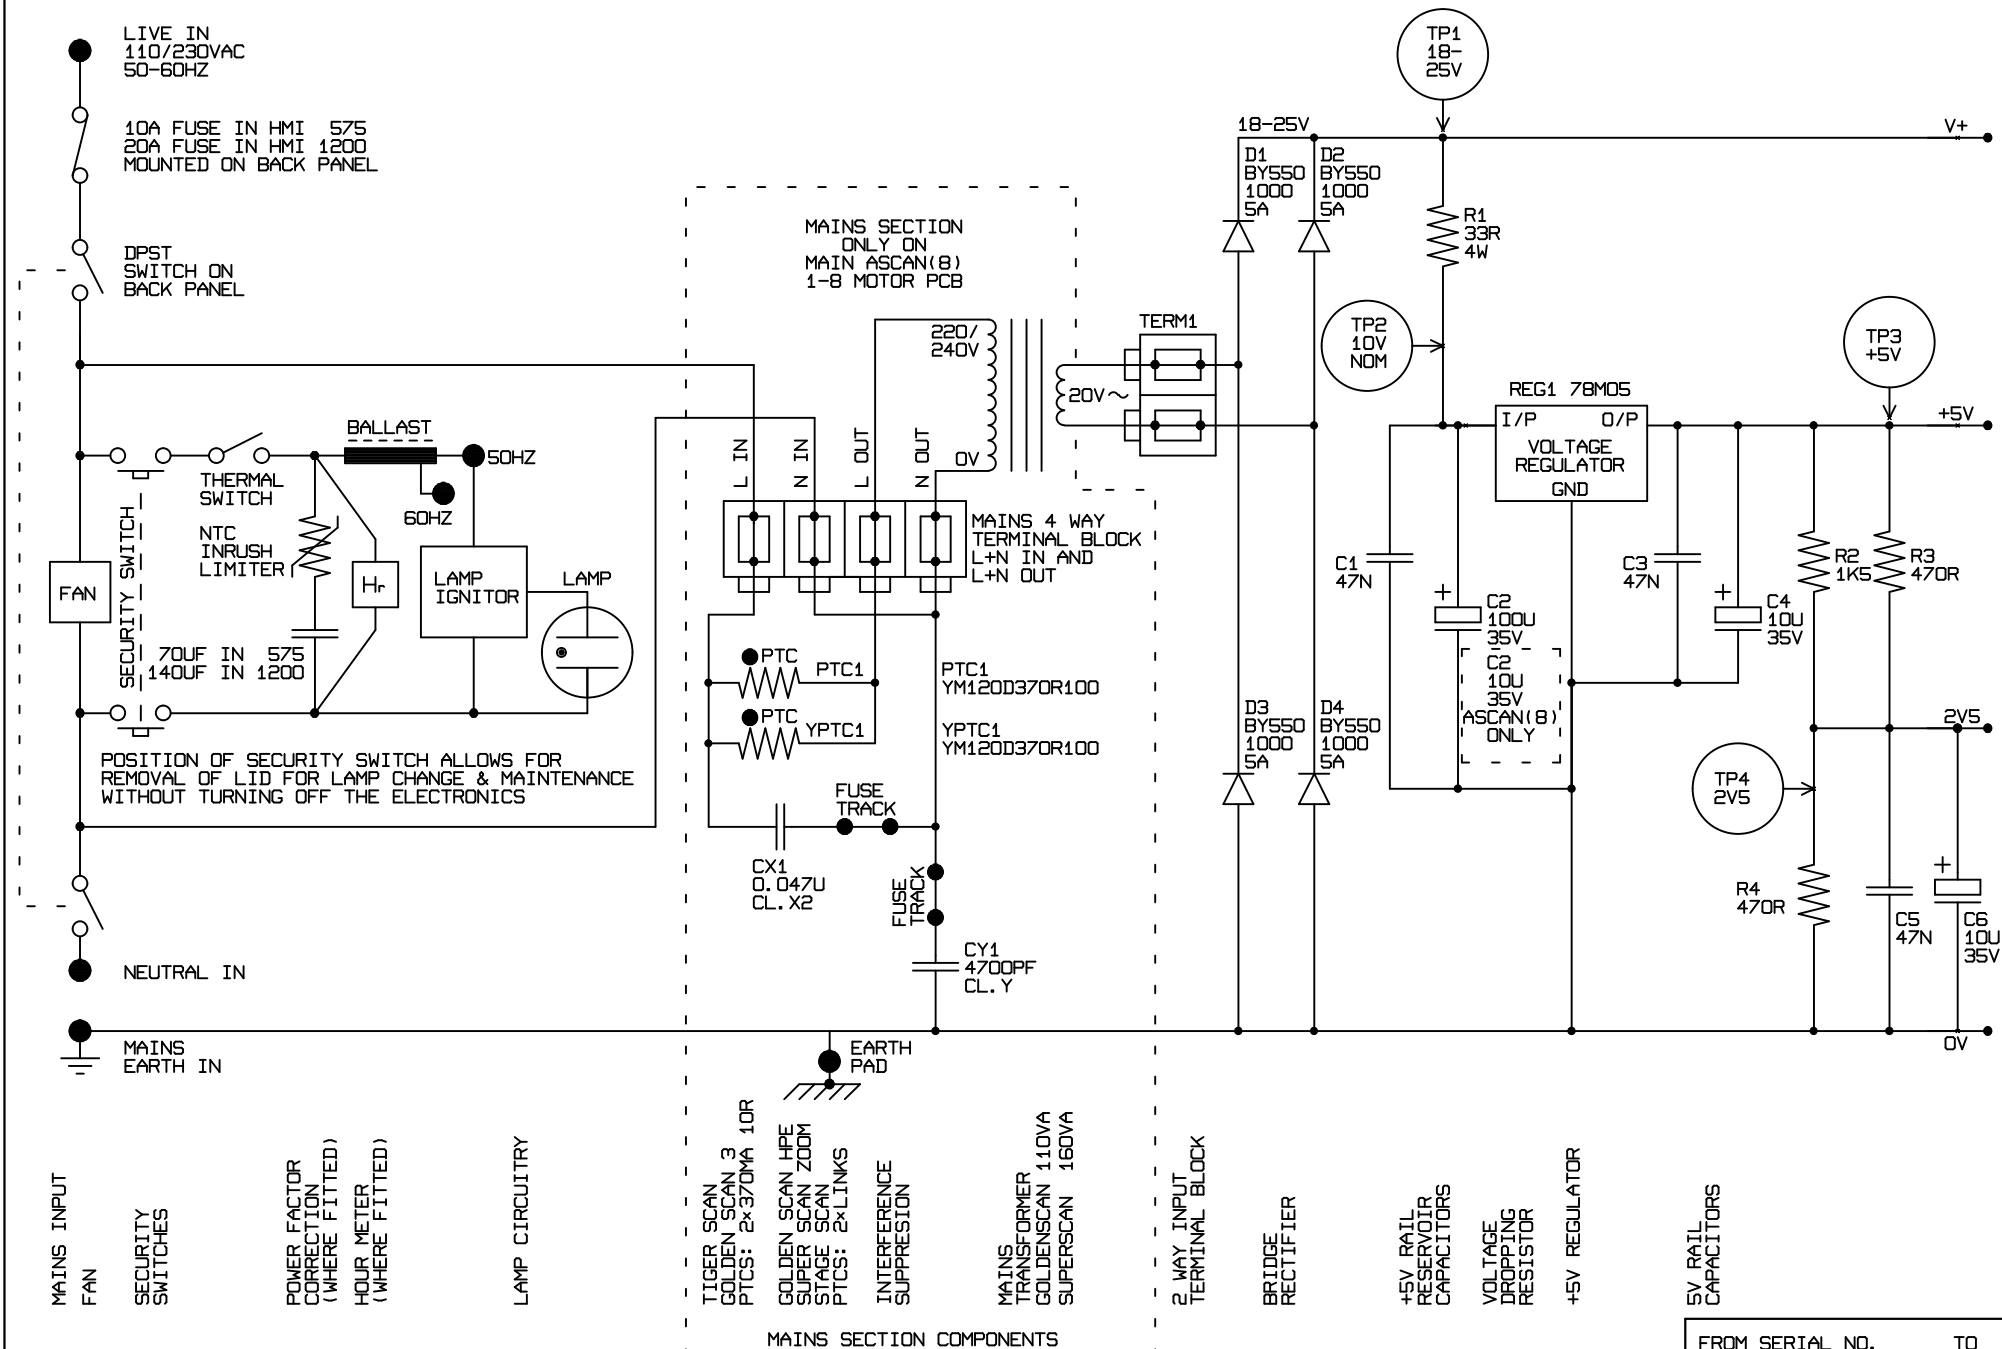 LIVE IN
110/230VAC
50-60HZ
10A FUSE IN HMI  575
20A FUSE IN HMI 1200
MOUNTED ON BACK PANEL
DPST
SWITCH ON
BACK PANEL
BALLAST
50HZ
60HZ
THERMAL
SWITCH
SECURITY SWITCH
NTC
INRUSH
LIMITER
FAN
Hr
LAMP
IGNITOR
LAMP
70UF IN  575
140UF IN 1200
POSITION OF SECURITY SWITCH ALLOWS FOR
REMOVAL OF LID FOR LAMP CHANGE & MAINTENANCE
WITHOUT TURNING OFF THE ELECTRONICS
NEUTRAL IN
MAINS
EARTH IN
MAINS SECTION
ONLY ON
MAIN ASCAN(8)
1-8 MOTOR PCB
220/
240V
0V
20V~
L IN
N IN
L OUT
N OUT
MAINS 4 WAY
TERMINAL BLOCK
L+N IN AND
L+N OUT
PTC
PTC1
PTC1
YM120D370R100
PTC
YPTC1
YPTC1
YM120D370R100
FUSE
TRACK
CX1
0.047U
CL.X2
FUSE
TRACK
CY1
4700PF
CL.Y
EARTH
PAD
TERM1
18-25V
D1
BY550
1000
5A
D2
BY550
1000
5A
D3
BY550
1000
5A
D4
BY550
1000
5A
TP1
18-
25V
V+
R1
33R
4W
TP2
10V
NOM
TP3
+5V
REG1 78M05
I/P
O/P
VOLTAGE
REGULATOR
GND
+5V
C1
47N
+
C2
100U
35V
C2
10U
35V
ASCAN(8)
ONLY
C3
47N
+
C4
10U
35V
R2
1K5
R3
470R
2V5
TP4
2V5
R4
470R
C5
47N
+
C6
10U
35V
0V
MAINS INPUT
FAN
SECURITY
SWITCHES
POWER FACTOR
CORRECTION
(WHERE FITTED)
HOUR METER
(WHERE FITTED)
LAMP CIRCUITRY
TIGER SCAN
GOLDEN SCAN 3
PTCS: 2x370MA 10R
GOLDEN SCAN HPE
SUPER SCAN ZOOM
STAGE SCAN
PTCS: 2xLINKS
INTERFERENCE
SUPPRESION
MAINS
TRANSFORMER
GOLDENSCAN 110VA
SUPERSCAN  160VA
2 WAY INPUT
TERMINAL BLOCK
BRIDGE
RECTIFIER
+5V RAIL
RESERVOIR
CAPACITORS
VOLTAGE
DROPPING
RESISTOR
+5V REGULATOR
5V RAIL
CAPACITORS
MAINS SECTION COMPONENTS
FROM SERIAL NO.
TO